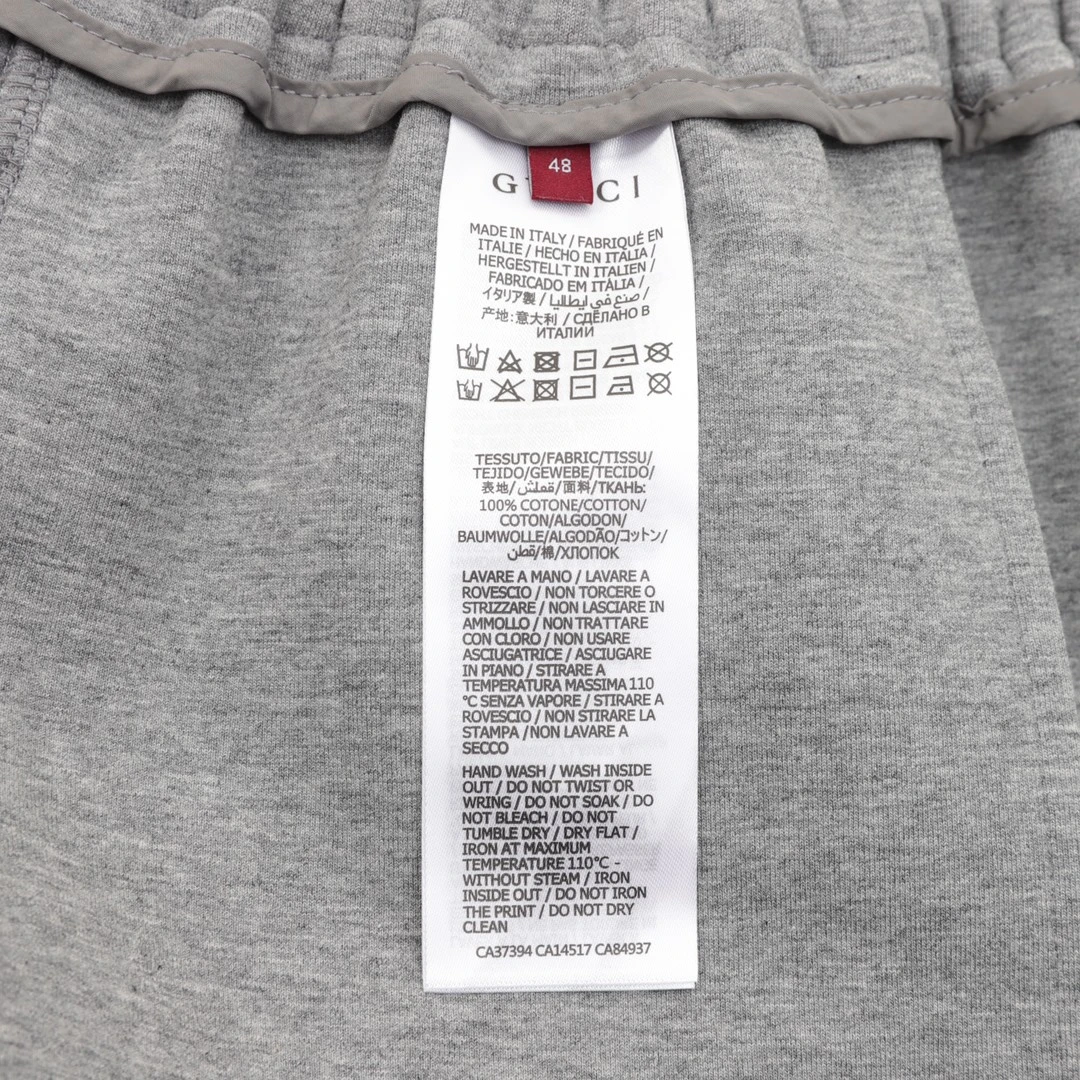 48
G CI
MADE IN ITALY / FABRIQUÉ EN
ITALIE / HECHO EN ITALIA /
HERGESTELLT IN ITALIEN /
FABRICADO EM ITÁLIA /
イタリア製 / صنع في إيطاليا /
产地:意大利 / СДЕЛАНО В
ИТАЛИИ
TESSUTO/FABRIC/TISSU/
TEJIDO/GEWEBE/TECIDO/
表地/قملش/面料/ТКАНЬ:
100% COTONE/COTTON/
COTON/ALGODON/
BAUMWOLLE/ALGODÃO/コットン/
قطن/棉/ХЛОПОК
LAVARE A MANO / LAVARE A
ROVESCIO / NON TORCERE O
STRIZZARE / NON LASCIARE IN
AMMOLLO / NON TRATTARE
CON CLORO / NON USARE
ASCIUGATRICE / ASCIUGARE
IN PIANO / STIRARE A
TEMPERATURA MASSIMA 110
°C SENZA VAPORE / STIRARE A
ROVESCIO / NON STIRARE LA
STAMPA /NON LAVARE A
SECCO
HAND WASH / WASH INSIDE
OUT / DO NOT TWIST OR
WRING / DO NOT SOAK / DO
NOT BLEACH / DO NOT
TUMBLE DRY / DRY FLAT /
IRON AT MAXIMUM
TEMPERATURE 110°C -
WITHOUT STEAM / IRON
INSIDE OUT / DO NOT IRON
THE PRINT / DO NOT DRY
CLEAN
CA37394 CA14517 CA84937